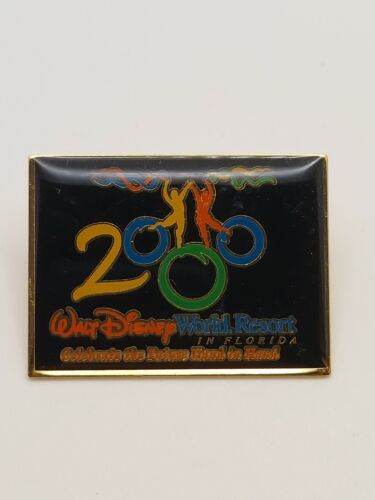 2000
Walt Disney World Resort
IN FLORIDA
Celebrate the Future Hand in Hand